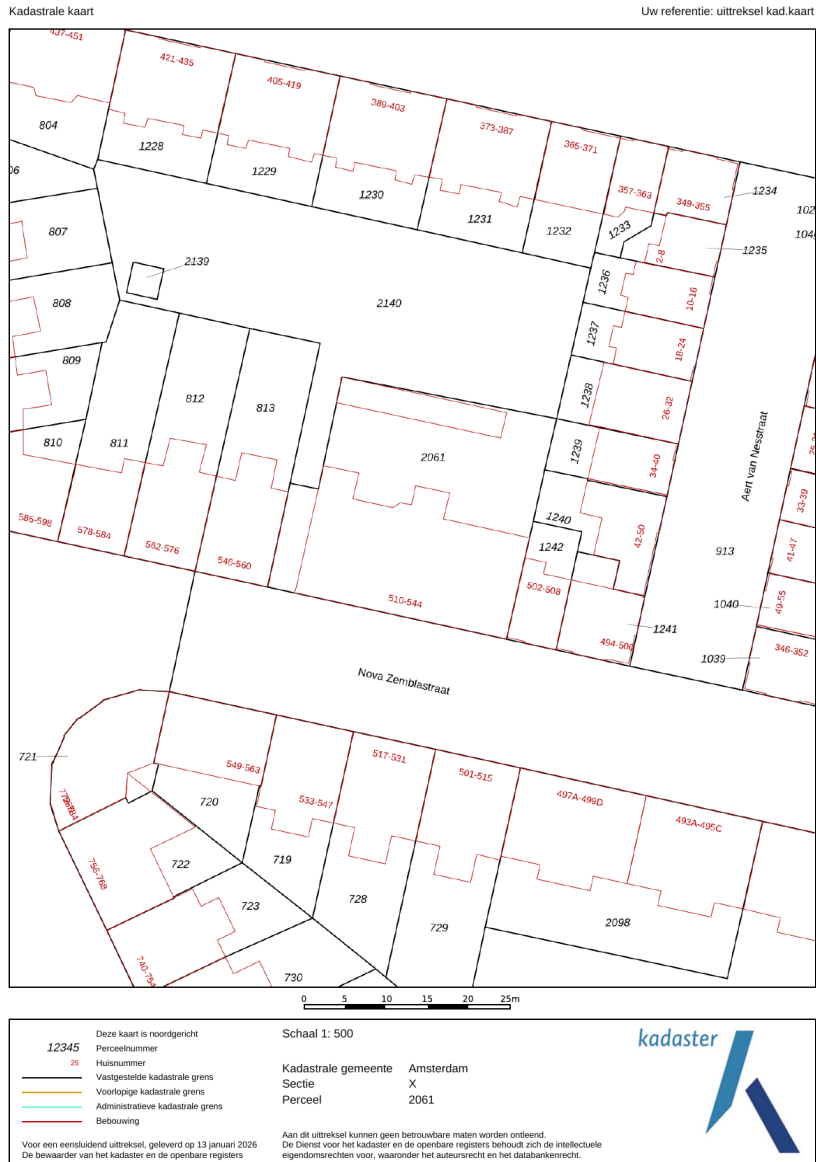 Kadastrale kaart
Uw referentie: uittreksel kad.kaart
437-451
421-435
405-419
389-403
373-387
365-371
357-363
349-355
804
1228
1229
1230
1231
1232
1233
1234
1235
2-8
807
2139
2140
1236
10-16
808
1237
18-24
809
812
813
1238
26-32
810
811
2061
1239
34-40
Aert van Nesstraat
33-39
1240
42-50
1242
41-47
913
586-598
578-584
562-576
546-560
510-544
502-508
494-500
1241
1040
49-55
1039
346-352
Nova Zemblastraat
721
549-563
533-547
517-531
501-515
497A-499D
493A-495C
720
719
722
756-768
723
728
729
2098
740-754
730
0 5 10 15 20 25m
Deze kaart is noordgericht
12345 Perceelnummer
25 Huisnummer
Vastgestelde kadastrale grens
Voorlopige kadastrale grens
Administratieve kadastrale grens
Bebouwing
Voor een eensluidend uittreksel, geleverd op 13 januari 2026
De bewaarder van het kadaster en de openbare registers
Schaal 1: 500
Kadastrale gemeente Amsterdam
Sectie X
Perceel 2061
Aan dit uittreksel kunnen geen betrouwbare maten worden ontleend.
De Dienst voor het kadaster en de openbare registers behoudt zich de intellectuele
eigendomsrechten voor, waaronder het auteursrecht en het databankenrecht.
kadaster